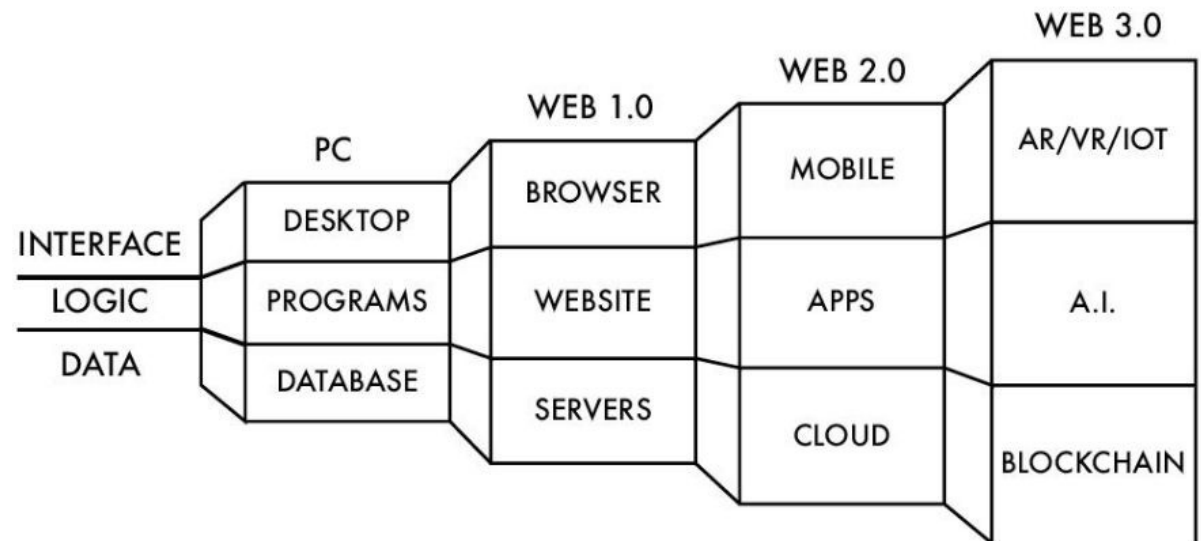 WEB 3.0
WEB 2.0
WEB 1.0
PC
INTERFACE
LOGIC
DATA
DESKTOP
PROGRAMS
DATABASE
BROWSER
WEBSITE
SERVERS
MOBILE
APPS
CLOUD
AR/VR/IOT
A.I.
BLOCKCHAIN